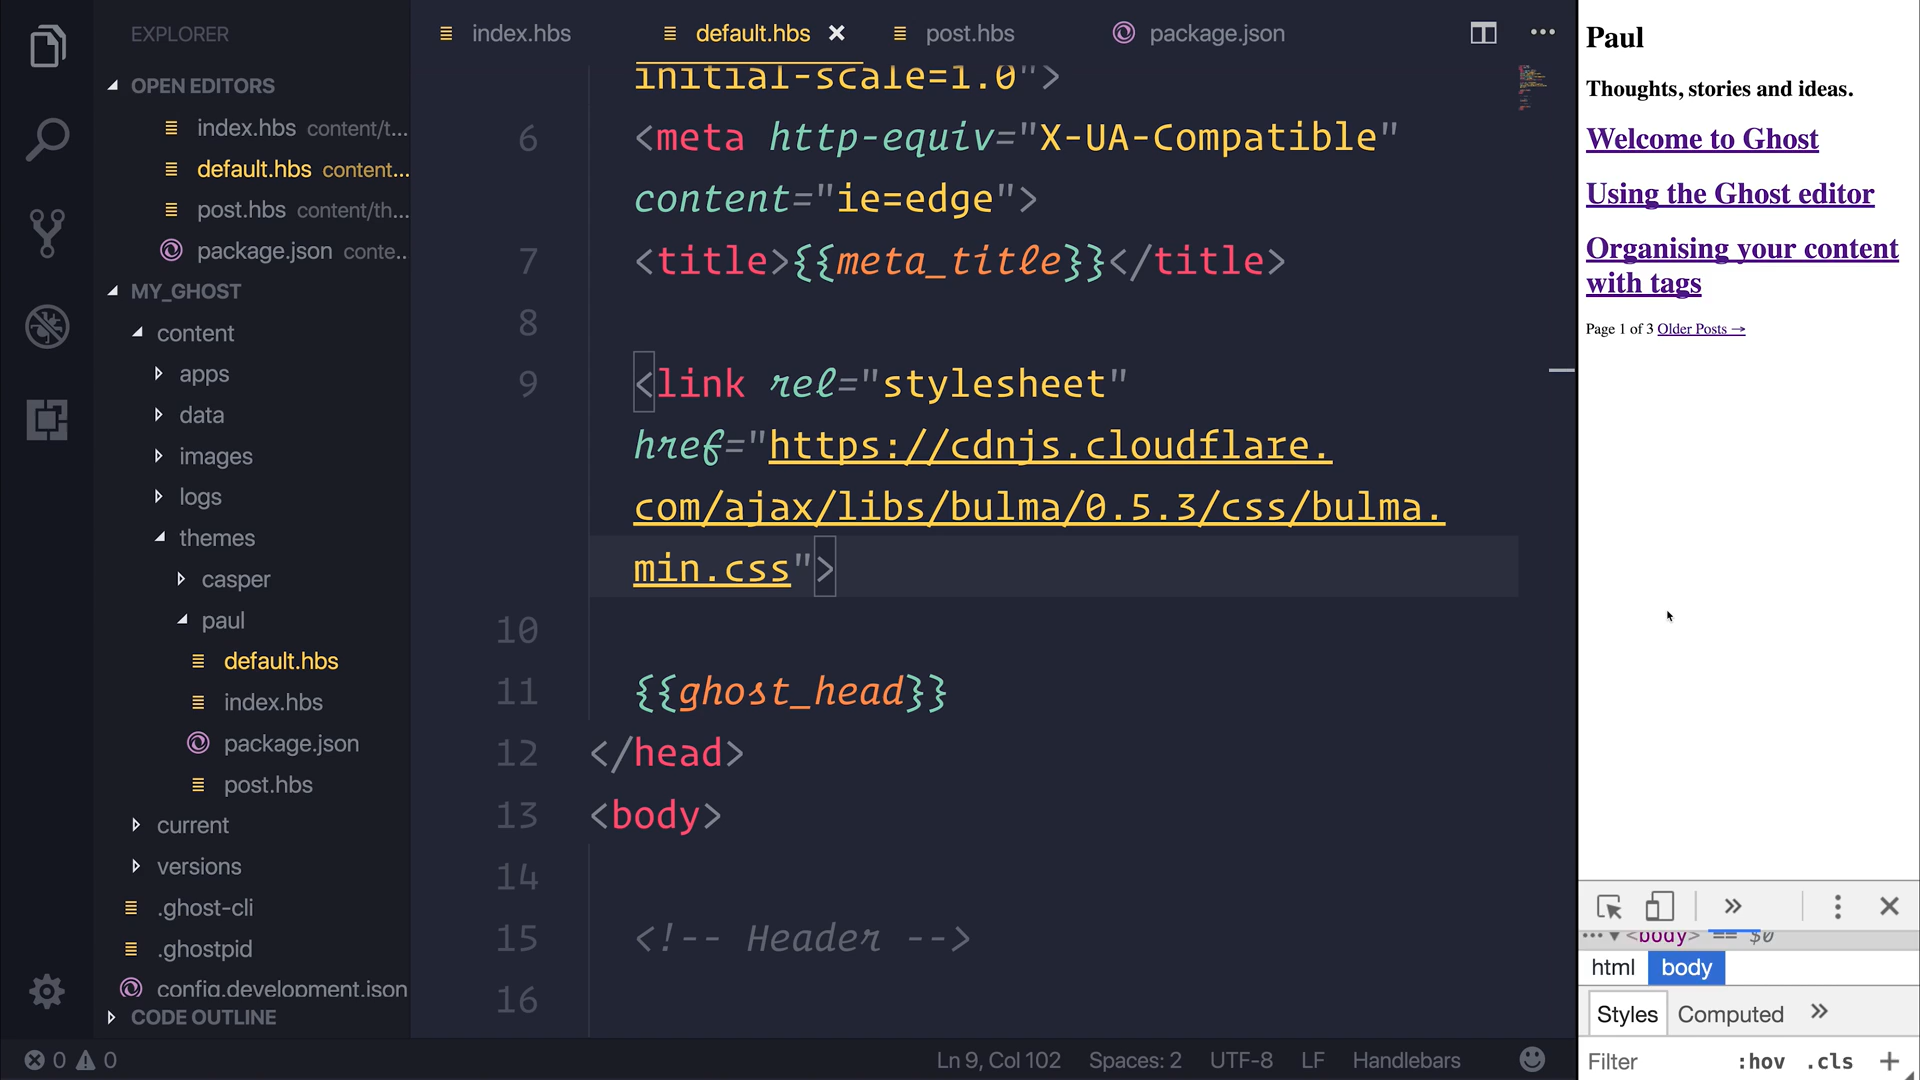 EXPLORER
OPEN EDITORS
index.hbs content/t...
default.hbs content...
post.hbs content/th...
package.json conte..
MY_GHOST
content
apps
data
images
logs
themes
casper
paul
default.hbs
index.hbs
package.json
post.hbs
current
versions
.ghost-cli
.ghostpid
config.development.json
CODE OUTLINE
index.hbs
default.hbs
post.hbs
package.json
initial-scale=1.0">
6 <meta http-equiv="X-UA-Compatible"
content="ie=edge">
7 <title>{{meta_title}}</title>
8
9 <link rel="stylesheet"
href="https://cdnjs.cloudflare.
com/ajax/libs/bulma/0.5.3/css/bulma.
min.css">
10
11 {{ghost_head}}
12 </head>
13 <body>
14
15 <!-- Header -->
16
0 0
Ln 9, Col 102 Spaces: 2 UTF-8 LF Handlebars
Paul
Thoughts, stories and ideas.
Welcome to Ghost
Using the Ghost editor
Organising your content
with tags
Page 1 of 3 Older Posts →
... ▾ <body> == $0
html body
Styles Computed »
Filter :hov .cls +